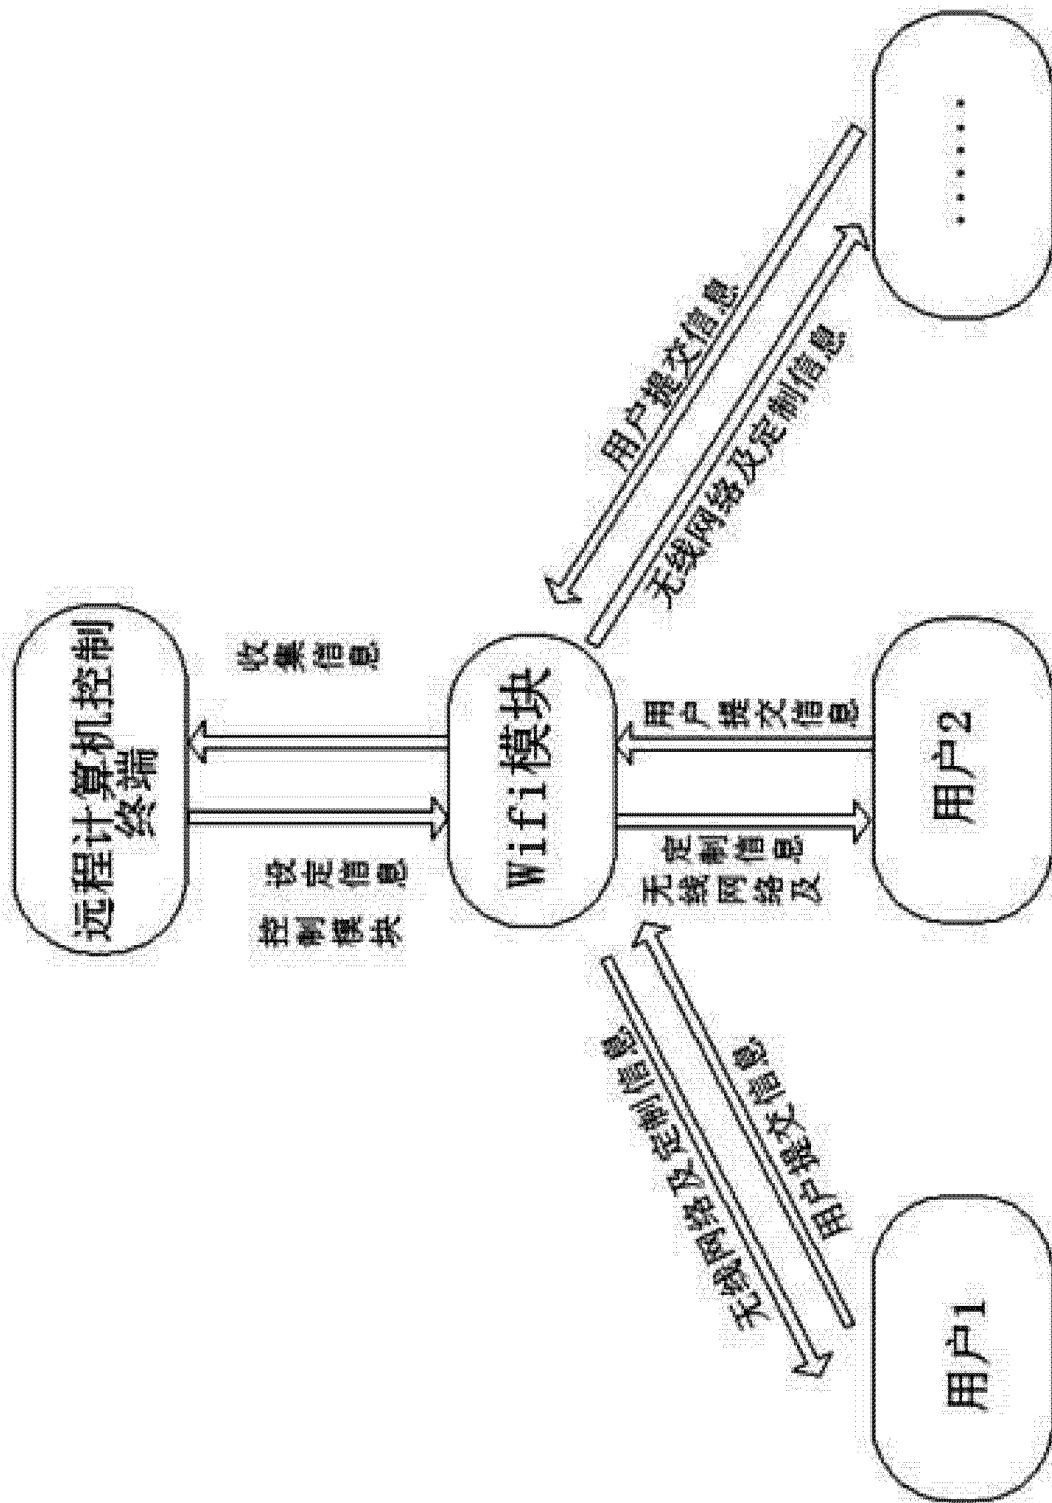 远程计算机控制
终端
控制模块
设定信息
收集信息
Wifi模块
无线网络及定制信息
用户提交信息
无线网络及
定制信息
用户提交信息
用户提交信息
无线网络及定制信息
用户1
用户2
.......